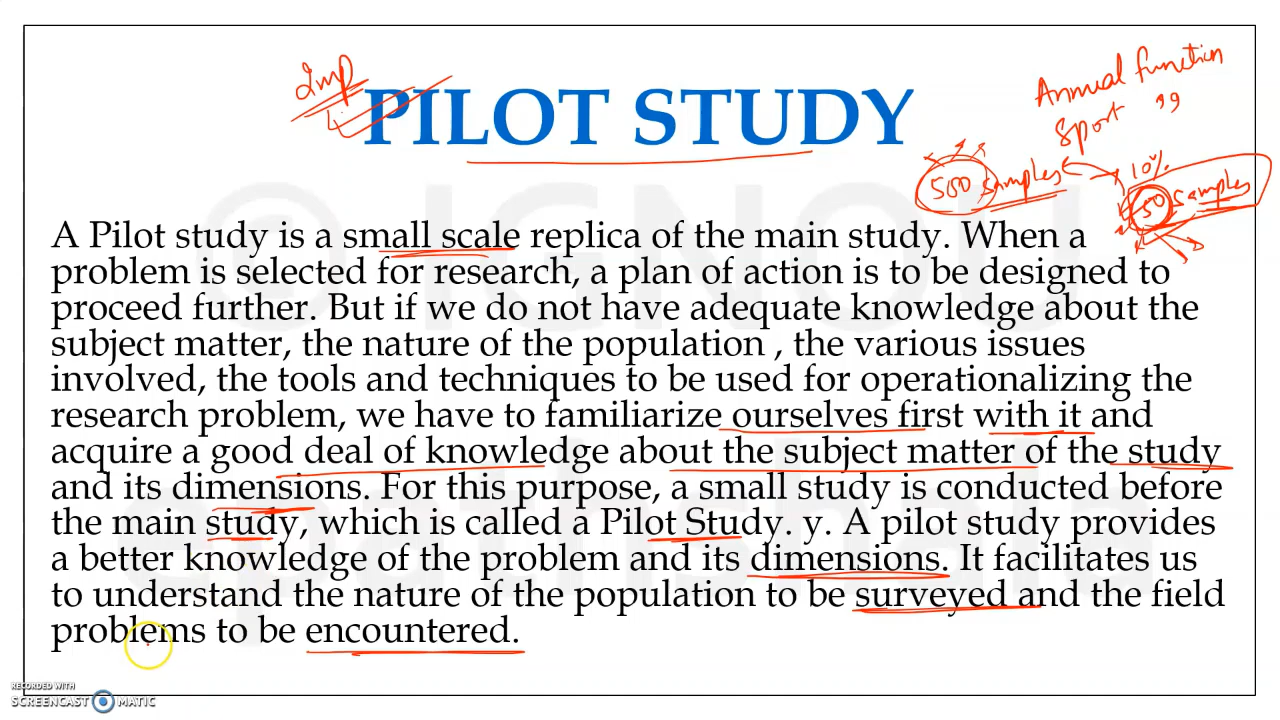 Imp
PILOT STUDY
Annual function
Sport "
500 samples
10%
50 samples
A Pilot study is a small scale replica of the main study. When a
problem is selected for research, a plan of action is to be designed to
proceed further. But if we do not have adequate knowledge about the
subject matter, the nature of the population , the various issues
involved, the tools and techniques to be used for operationalizing the
research problem, we have to familiarize ourselves first with it and
acquire a good deal of knowledge about the subject matter of the study
and its dimensions. For this purpose, a small study is conducted before
the main study, which is called a Pilot Study. y. A pilot study provides
a better knowledge of the problem and its dimensions. It facilitates us
to understand the nature of the population to be surveyed and the field
problems to be encountered.
© IGNOU
RECORDED WITH
SCREENCAST MATIC